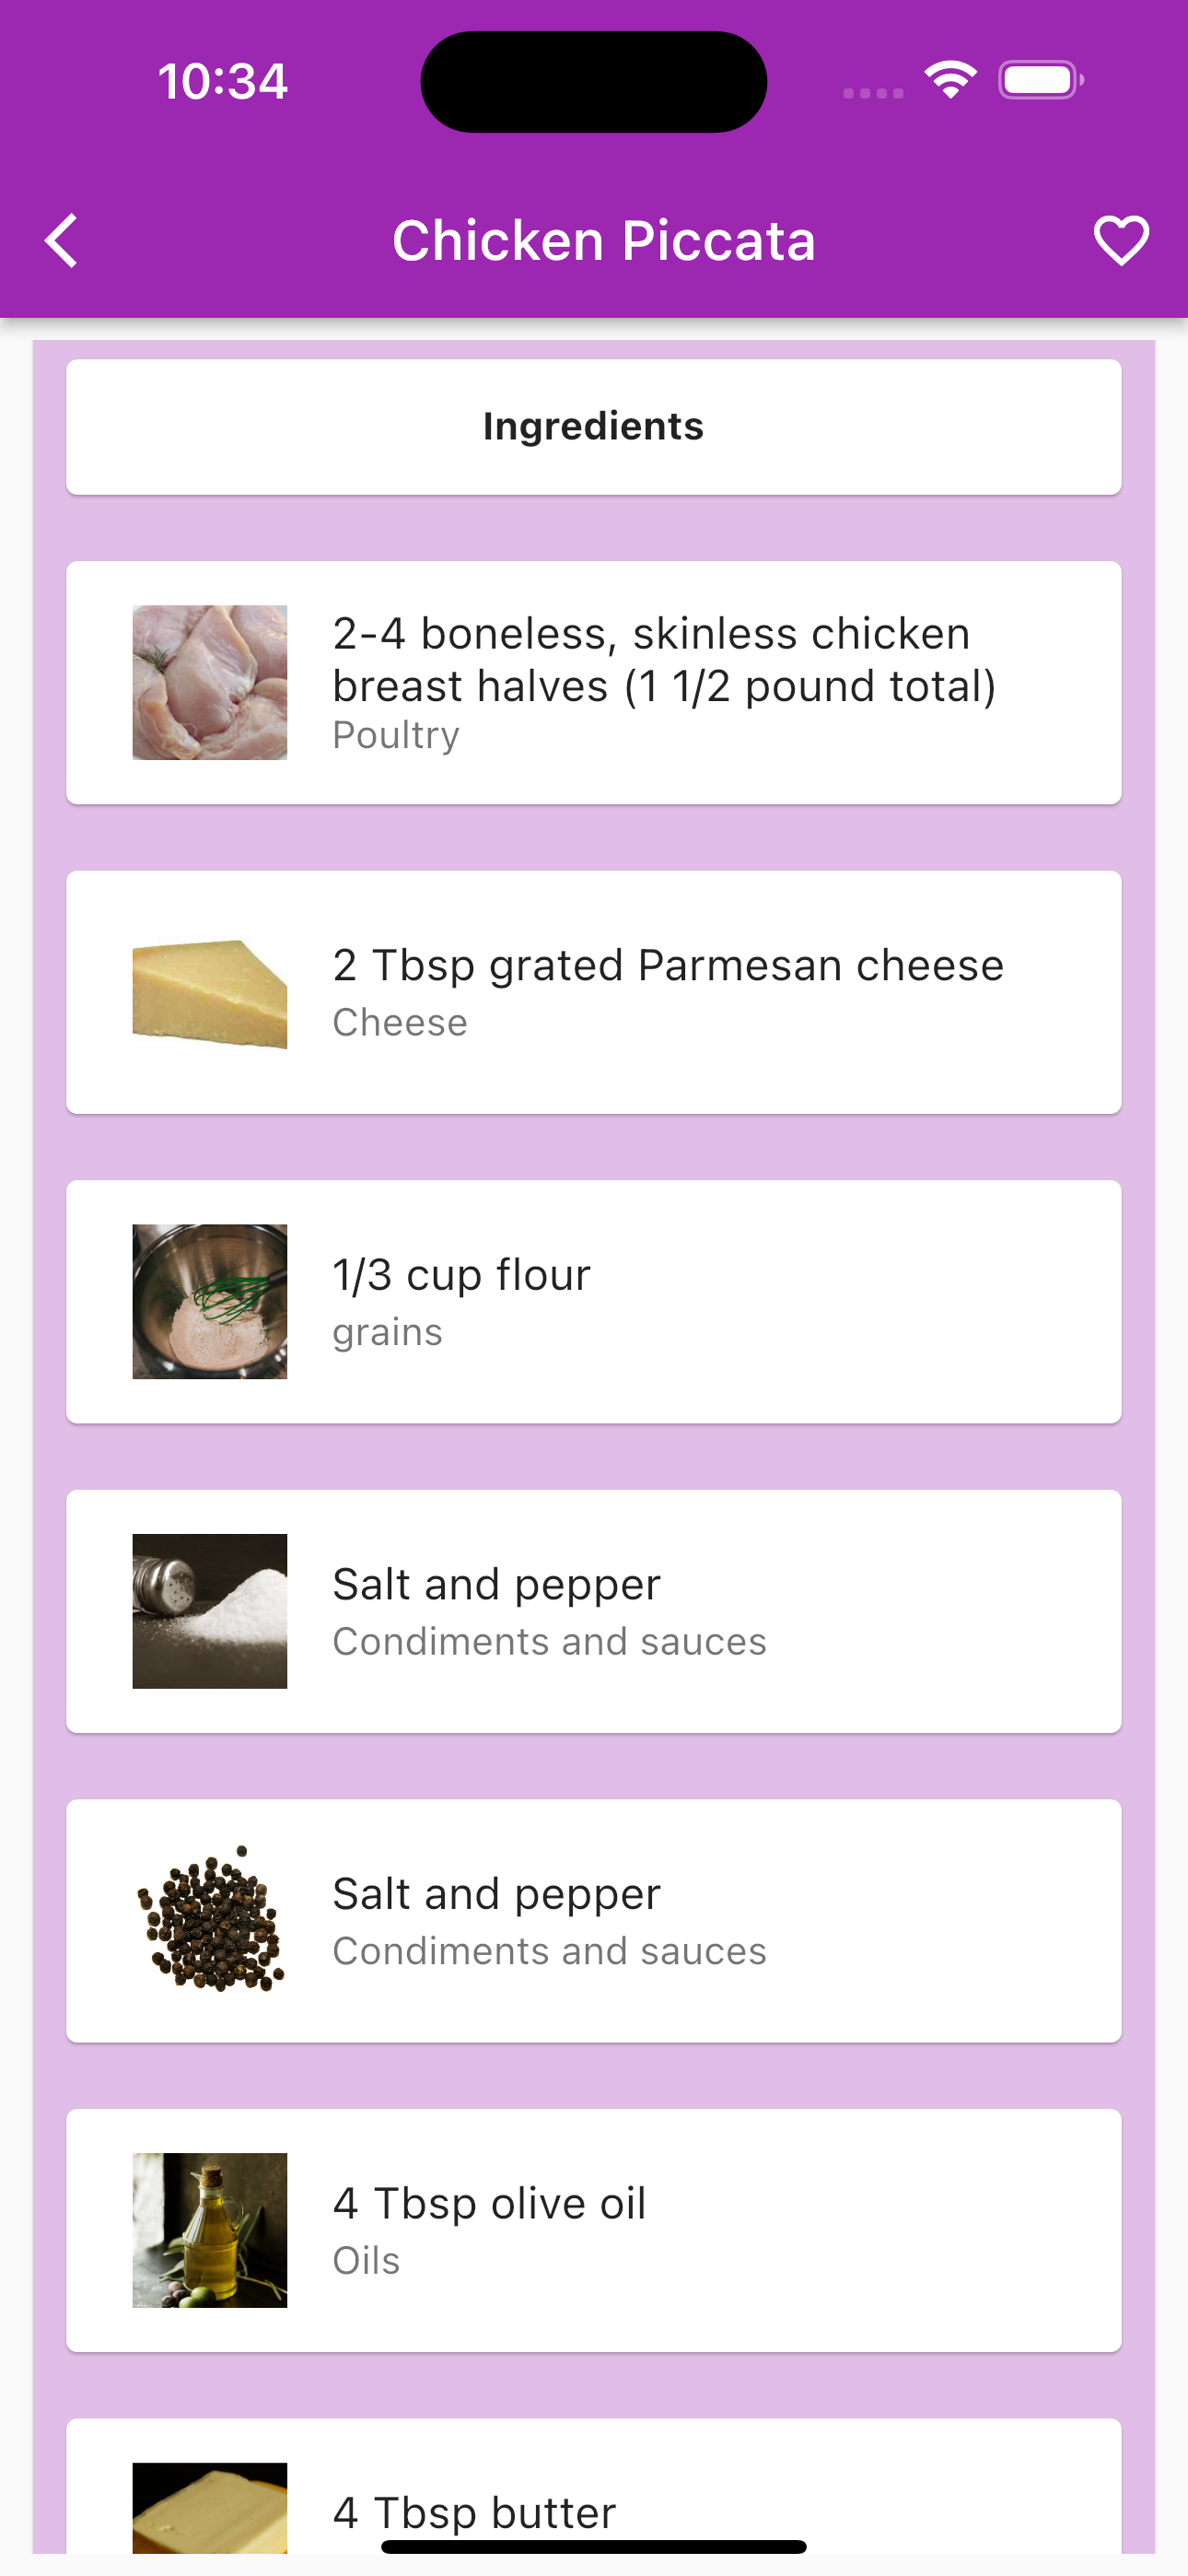 10:34
Chicken Piccata
Ingredients
2-4 boneless, skinless chicken
breast halves (1 1/2 pound total)
Poultry
2 Tbsp grated Parmesan cheese
Cheese
1/3 cup flour
grains
Salt and pepper
Condiments and sauces
Salt and pepper
Condiments and sauces
4 Tbsp olive oil
Oils
4 Tbsp butter